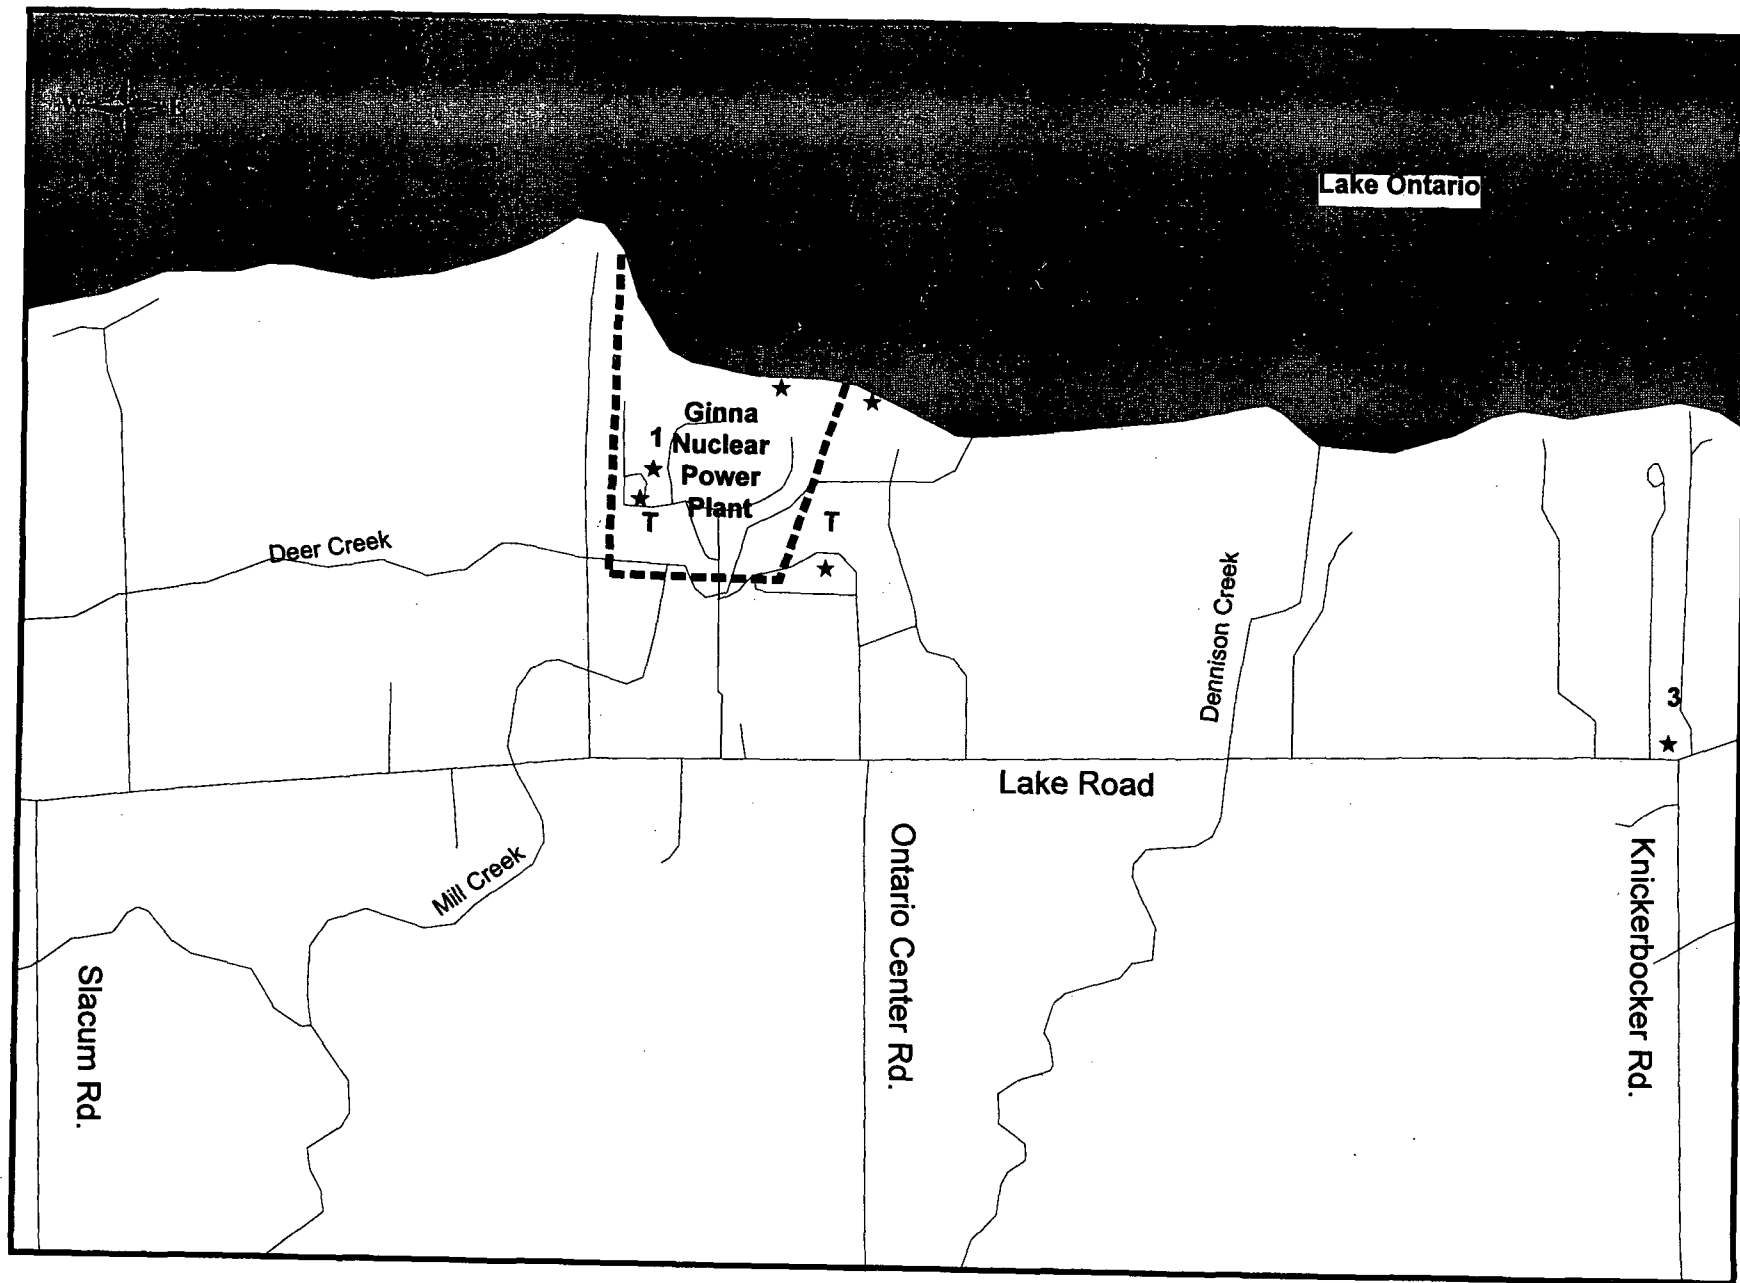 W E
Lake Ontario
Ginna
Nuclear
Power
Plant
1
T
T
Deer Creek
Dennison Creek
3
Lake Road
Mill Creek
Ontario Center Rd.
Knickerbocker Rd.
Slacum Rd.